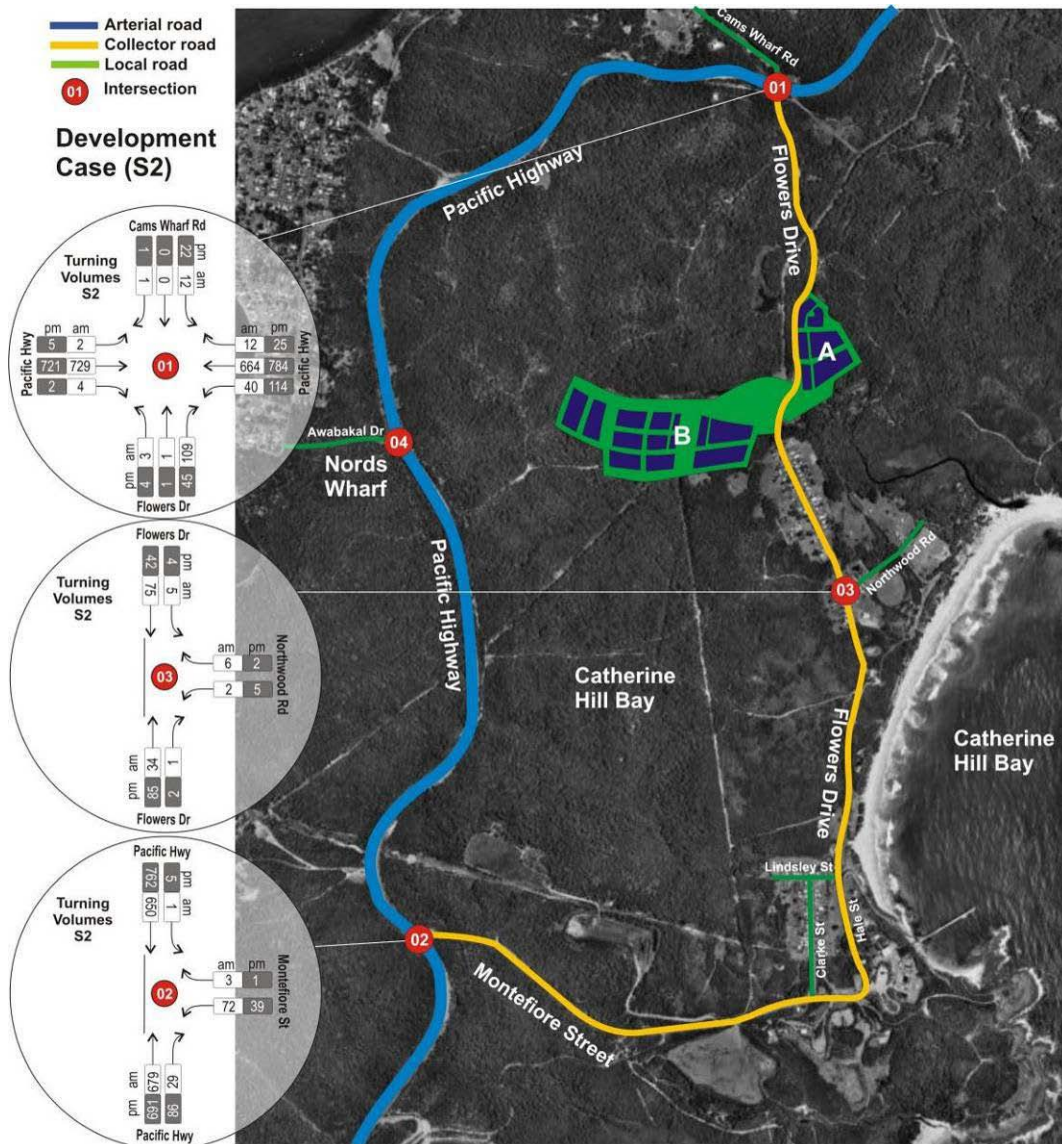 Arterial road
Collector road
Local road
01 Intersection
Development
Case (S2)
Cams Wharf Rd
Turning
Volumes
S2
1 0 22 pm
1 0 12 am
pm am
5 2
721 729
2 4
Pacific Hwy
01
am pm
12 25
664 784
40 114
Pacific Hwy
am 3 1 109
pm 4 1 45
Flowers Dr
Flowers Dr
Turning
Volumes
S2
42 4 pm
75 5 am
03
am pm
6 2
2 5
Northwood Rd
am 34 1
pm 85 2
Flowers Dr
Pacific Hwy
Turning
Volumes
S2
762 5 pm
650 1 am
02
am pm
3 1
72 39
Montefiore St
am 679 29
pm 691 86
Pacific Hwy
Cams Wharf Rd
01
Pacific Highway
Flowers Drive
A
B
Awabakal Dr
04
Nords
Wharf
Pacific Highway
Northwood Rd
03
Catherine
Hill Bay
Flowers Drive
Catherine
Hill Bay
Lindsley St
Hale St
Clarke St
02
Montefiore Street